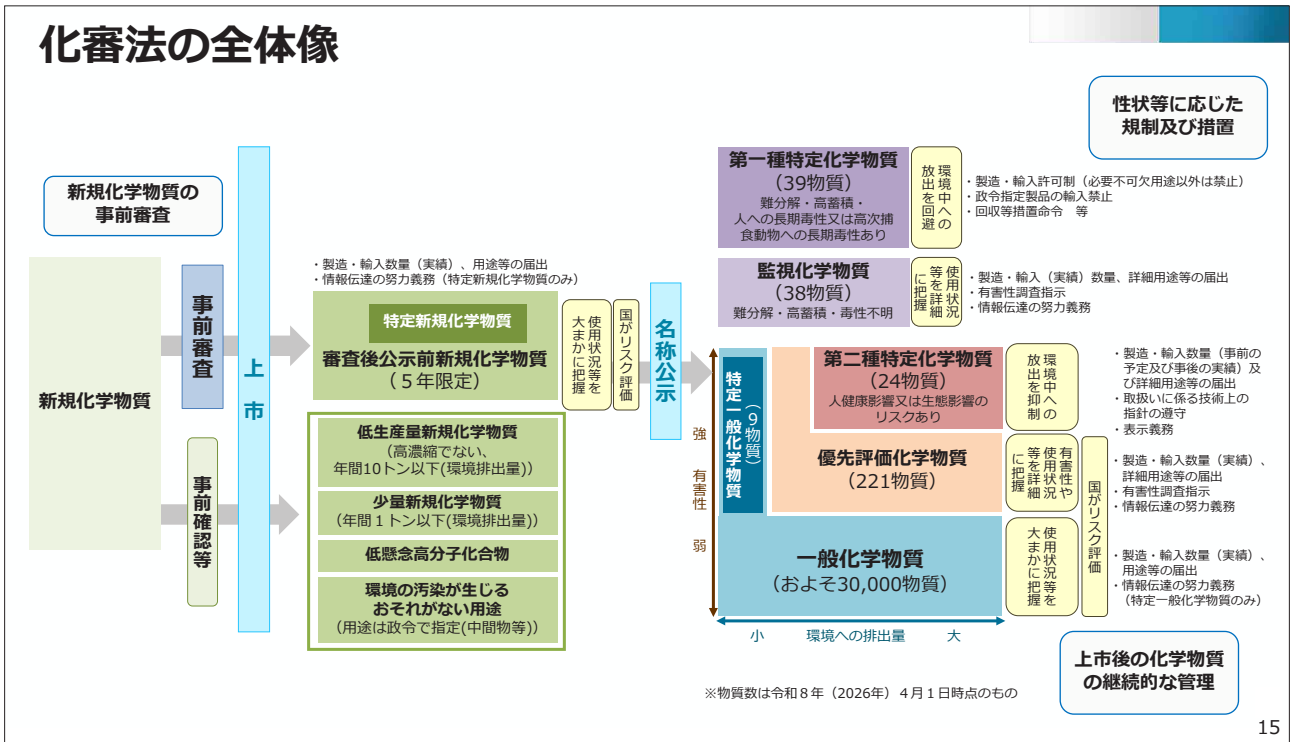 化審法の全体像
性状等に応じた
規制及び措置
新規化学物質の
事前審査
新規化学物質
事前審査
事前確認等
上市
・製造・輸入数量（実績）、用途等の届出
・情報伝達の努力義務（特定新規化学物質のみ）
特定新規化学物質
審査後公示前新規化学物質
（５年限定）
使用状況等を
大まかに把握
国がリスク評価
低生産量新規化学物質
（高濃縮でない、
年間10トン以下(環境排出量)）
少量新規化学物質
（年間１トン以下(環境排出量)）
低懸念高分子化合物
環境の汚染が生じる
おそれがない用途
（用途は政令で指定(中間物等)）
名称公示
第一種特定化学物質
（39物質）
難分解・高蓄積・
人への長期毒性又は高次捕
食動物への長期毒性あり
環境中への
放出を回避
・製造・輸入許可制（必要不可欠用途以外は禁止）
・政令指定製品の輸入禁止
・回収等措置命令　等
監視化学物質
（38物質）
難分解・高蓄積・毒性不明
使用状況
等を詳細
に把握
・製造・輸入（実績）数量、詳細用途等の届出
・有害性調査指示
・情報伝達の努力義務
強
有害性
弱
特定一般化学物質
（９物質）
第二種特定化学物質
（24物質）
人健康影響又は生態影響の
リスクあり
環境中への
放出を抑制
・製造・輸入数量（事前の
予定及び事後の実績）及
び詳細用途等の届出
・取扱いに係る技術上の
指針の遵守
・表示義務
優先評価化学物質
（221物質）
有害性や
使用状況
等を詳細
に把握
国がリスク評価
・製造・輸入数量（実績）、
詳細用途等の届出
・有害性調査指示
・情報伝達の努力義務
一般化学物質
（およそ30,000物質）
使用状況等を
大まかに把握
・製造・輸入数量（実績）、
用途等の届出
・情報伝達の努力義務
（特定一般化学物質のみ）
小　環境への排出量　大
上市後の化学物質
の継続的な管理
※物質数は令和８年（2026年）４月１日時点のもの
15